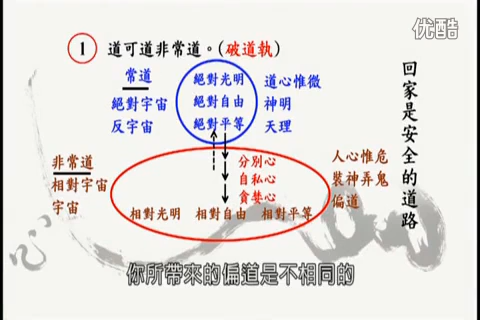 優酷
① 道可道非常道。(破道執)
常道
絕對宇宙
反宇宙
絕對光明
絕對自由
絕對平等
道心惟微
神明
天理
非常道
相對宇宙
宇宙
分別心
自私心
貪婪心
相對光明 相對自由 相對平等
人心惟危
裝神弄鬼
偏道
回家是安全的道路
你所帶來的偏道是不相同的